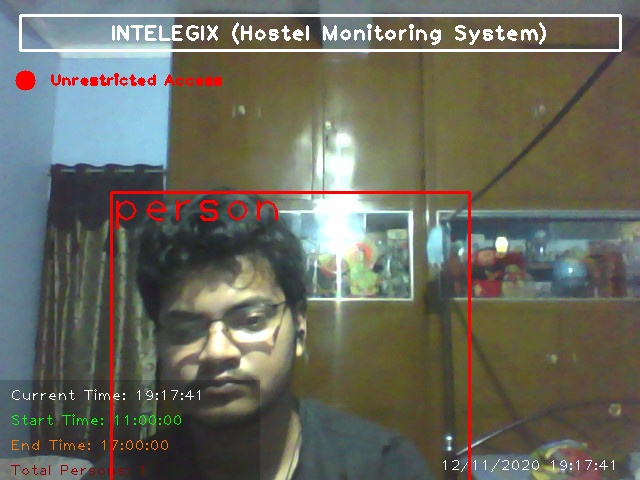 INTELEGIX (Hostel Monitoring System)
Unrestricted Access
person
Current Time: 19:17:41
Start Time: 11:00:00
End Time: 17:00:00
Total Persons: 1
12/11/2020 19:17:41